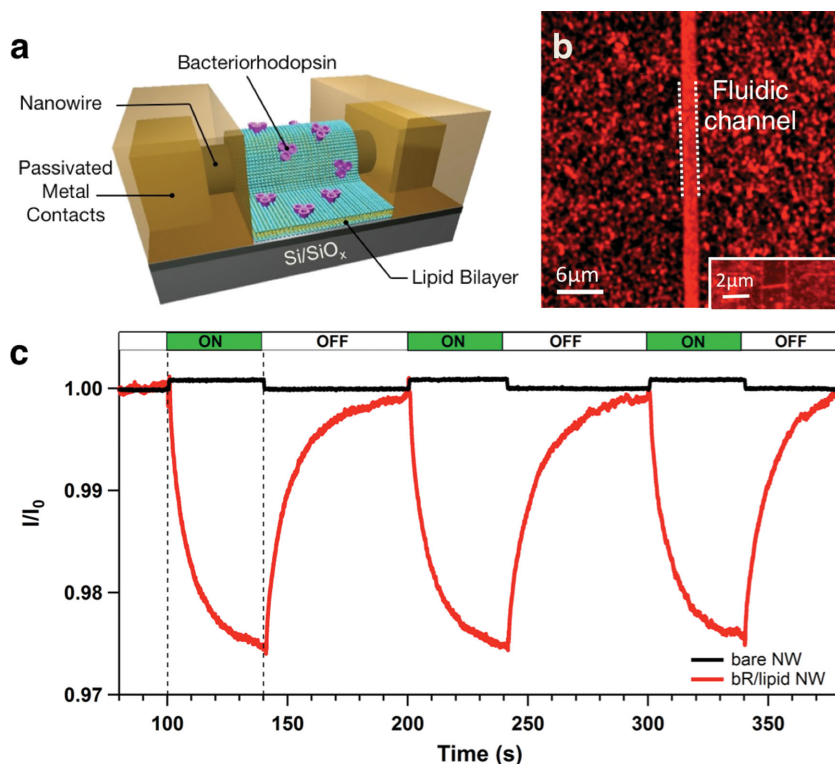 a
Bacteriorhodopsin
Nanowire
Passivated
Metal
Contacts
Si/SiOx
Lipid Bilayer
b
Fluidic
channel
6μm
2μm
c
ON OFF ON OFF ON OFF
1.00
0.99
0.98
0.97
I/I0
bare NW
bR/lipid NW
100 150 200 250 300 350
Time (s)